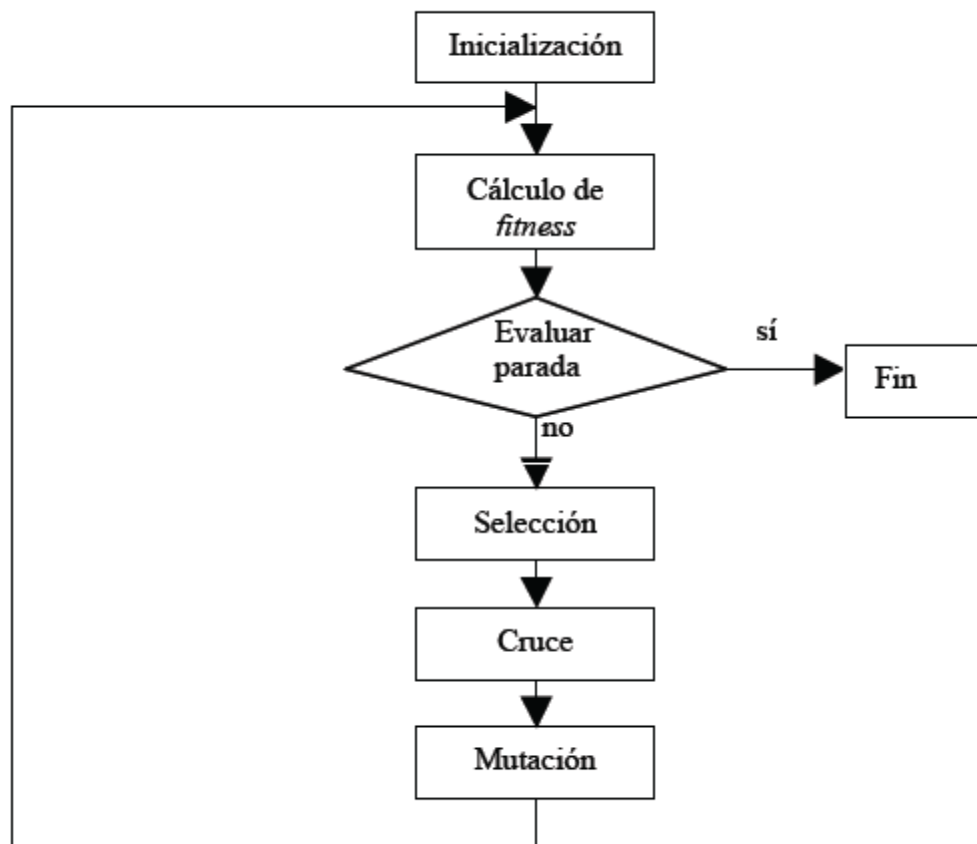 Inicialización
Cálculo de
fitness
Evaluar
parada
sí
Fin
no
Selección
Cruce
Mutación